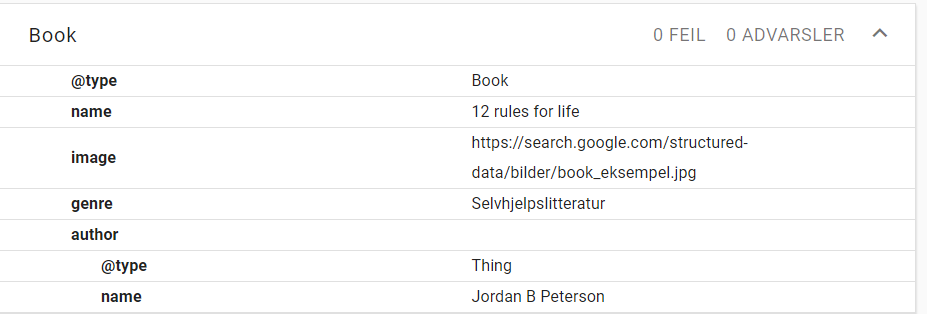 Book 0 FEIL 0 ADVARSLER
@type Book
name 12 rules for life
image https://search.google.com/structured-
data/bilder/book_eksempel.jpg
genre Selvhjelpslitteratur
author
@type Thing
name Jordan B Peterson